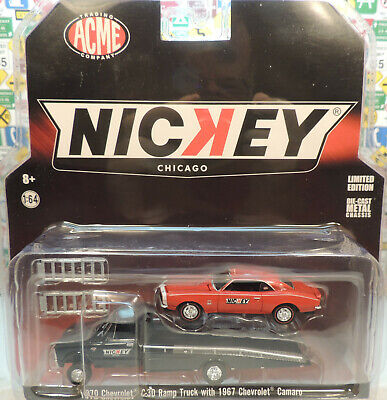 TRADING
ACME
COMPANY
NICKEY®
CHICAGO
8+
1:64
LIMITED
EDITION
DIE-CAST
METAL
CHASSIS
NICKEY
NICKEY
970 Chevrolet® C-30 Ramp Truck with 1967 Chevrolet® Camaro